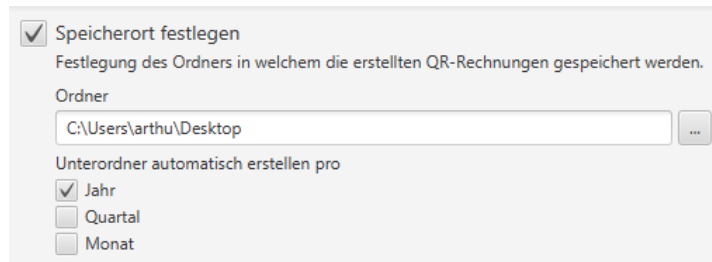 Speicherort festlegen
Festlegung des Ordners in welchem die erstellten QR-Rechnungen gespeichert werden.
Ordner
C:\Users\arthu\Desktop
...
Unterordner automatisch erstellen pro
Jahr
Quartal
Monat